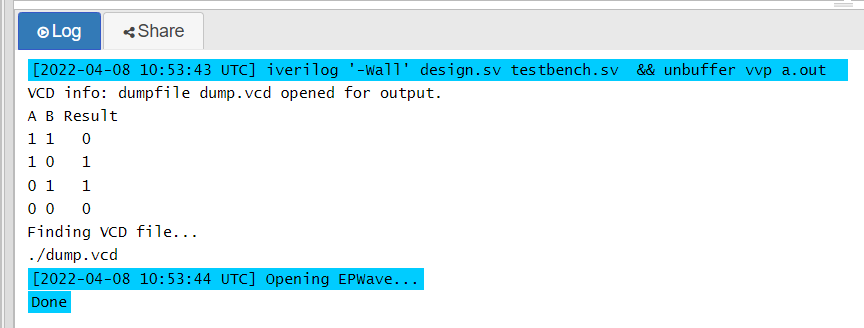 Log Share
[2022-04-08 10:53:43 UTC] iverilog '-Wall' design.sv testbench.sv  && unbuffer vvp a.out
VCD info: dumpfile dump.vcd opened for output.
A B Result
1 1   0
1 0   1
0 1   1
0 0   0
Finding VCD file...
./dump.vcd
[2022-04-08 10:53:44 UTC] Opening EPWave...
Done